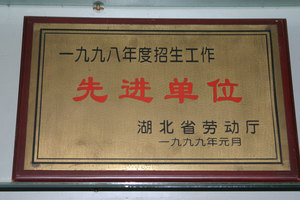 一九九八年度招生工作
先进单位
湖北省劳动厅
一九九九年元月